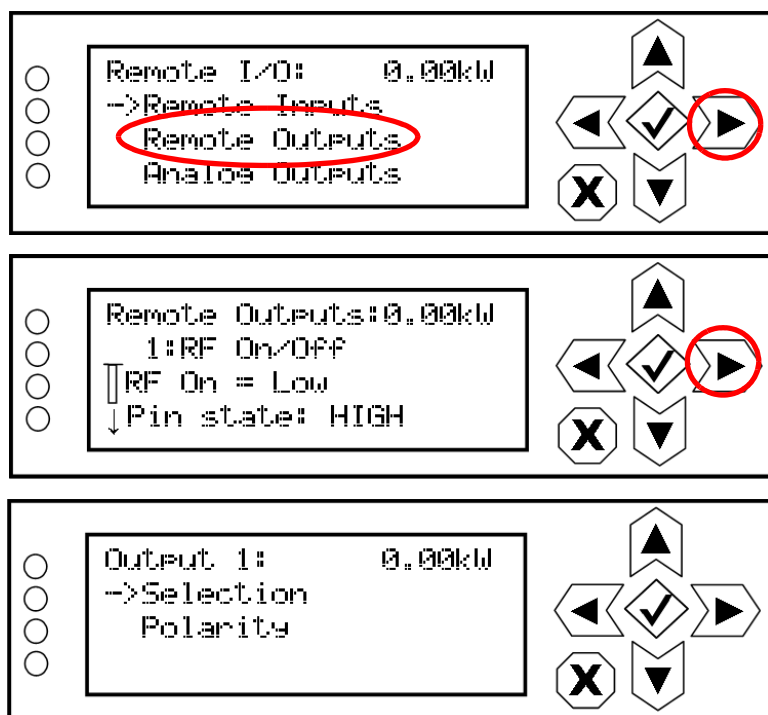 Remote I/O: 0.00kW
->Remote Inputs
Remote Outputs
Analog Outputs
X
Remote Outputs:0.00kW
1:RF On/Off
RF On = Low
↓Pin state: HIGH
X
Output 1: 0.00kW
->Selection
Polarity
X